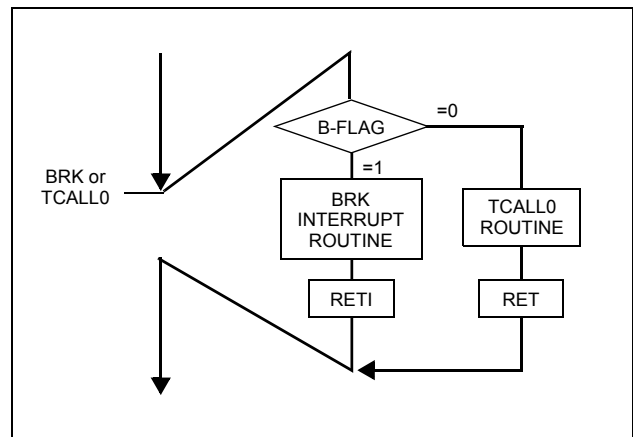 =0
B-FLAG
=1
BRK or
TCALL0
BRK
INTERRUPT
ROUTINE
TCALL0
ROUTINE
RETI
RET